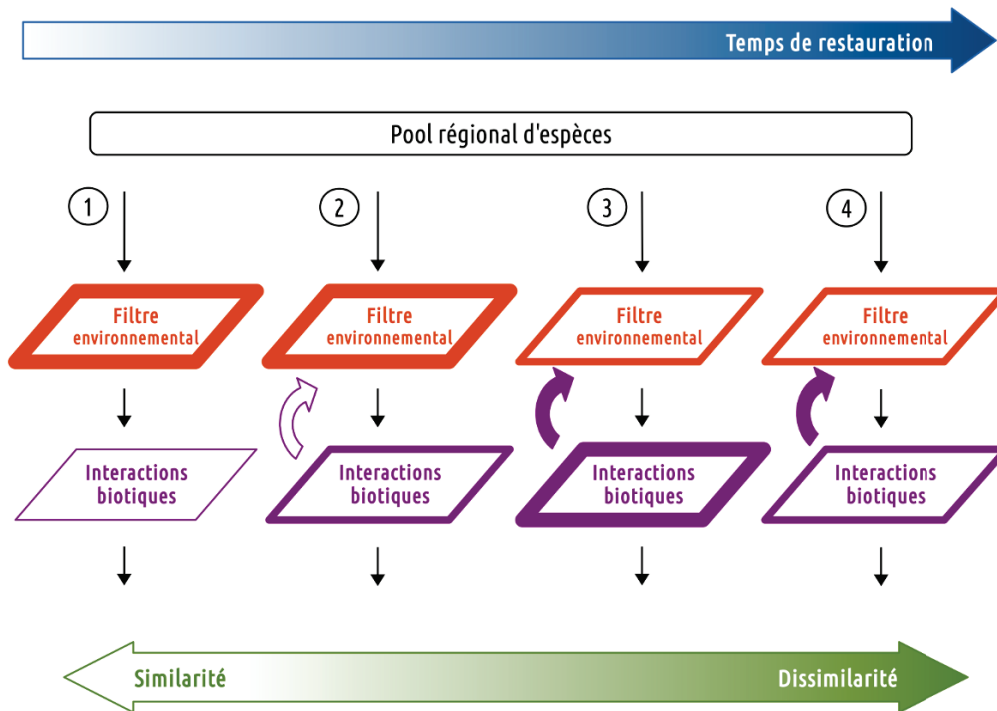 Temps de restauration
Pool régional d'espèces
1
2
3
4
Filtre
environnemental
Filtre
environnemental
Filtre
environnemental
Filtre
environnemental
Interactions
biotiques
Interactions
biotiques
Interactions
biotiques
Interactions
biotiques
Similarité
Dissimilarité